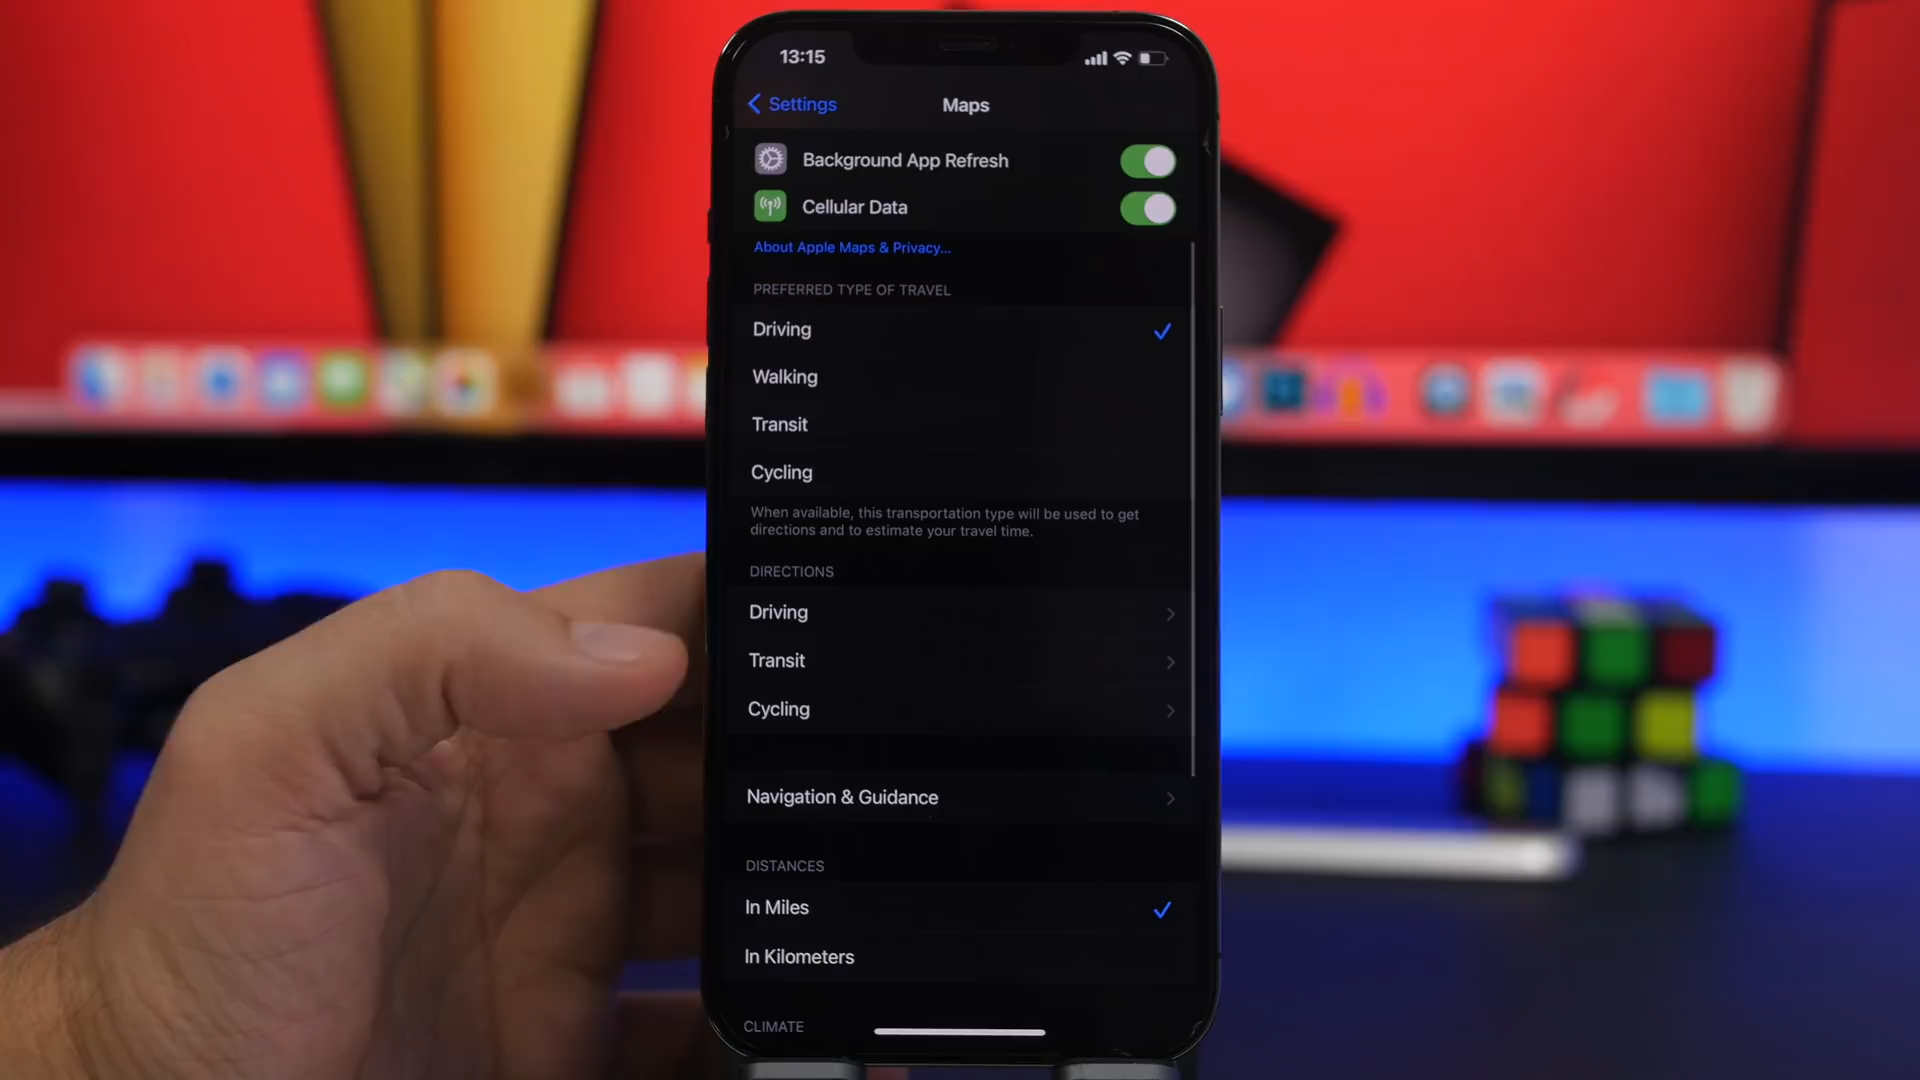 13:15
Settings
Maps
Background App Refresh
Cellular Data
About Apple Maps & Privacy...
PREFERRED TYPE OF TRAVEL
Driving
Walking
Transit
Cycling
When available, this transportation type will be used to get
directions and to estimate your travel time.
DIRECTIONS
Driving
Transit
Cycling
Navigation & Guidance
DISTANCES
In Miles
In Kilometers
CLIMATE